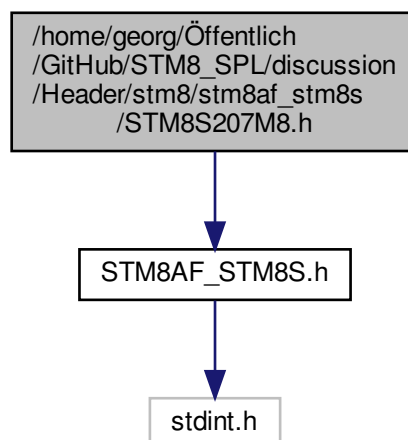 /home/georg/Öffentlich
/GitHub/STM8_SPL/discussion
/Header/stm8/stm8af_stm8s
/STM8S207M8.h
STM8AF_STM8S.h
stdint.h